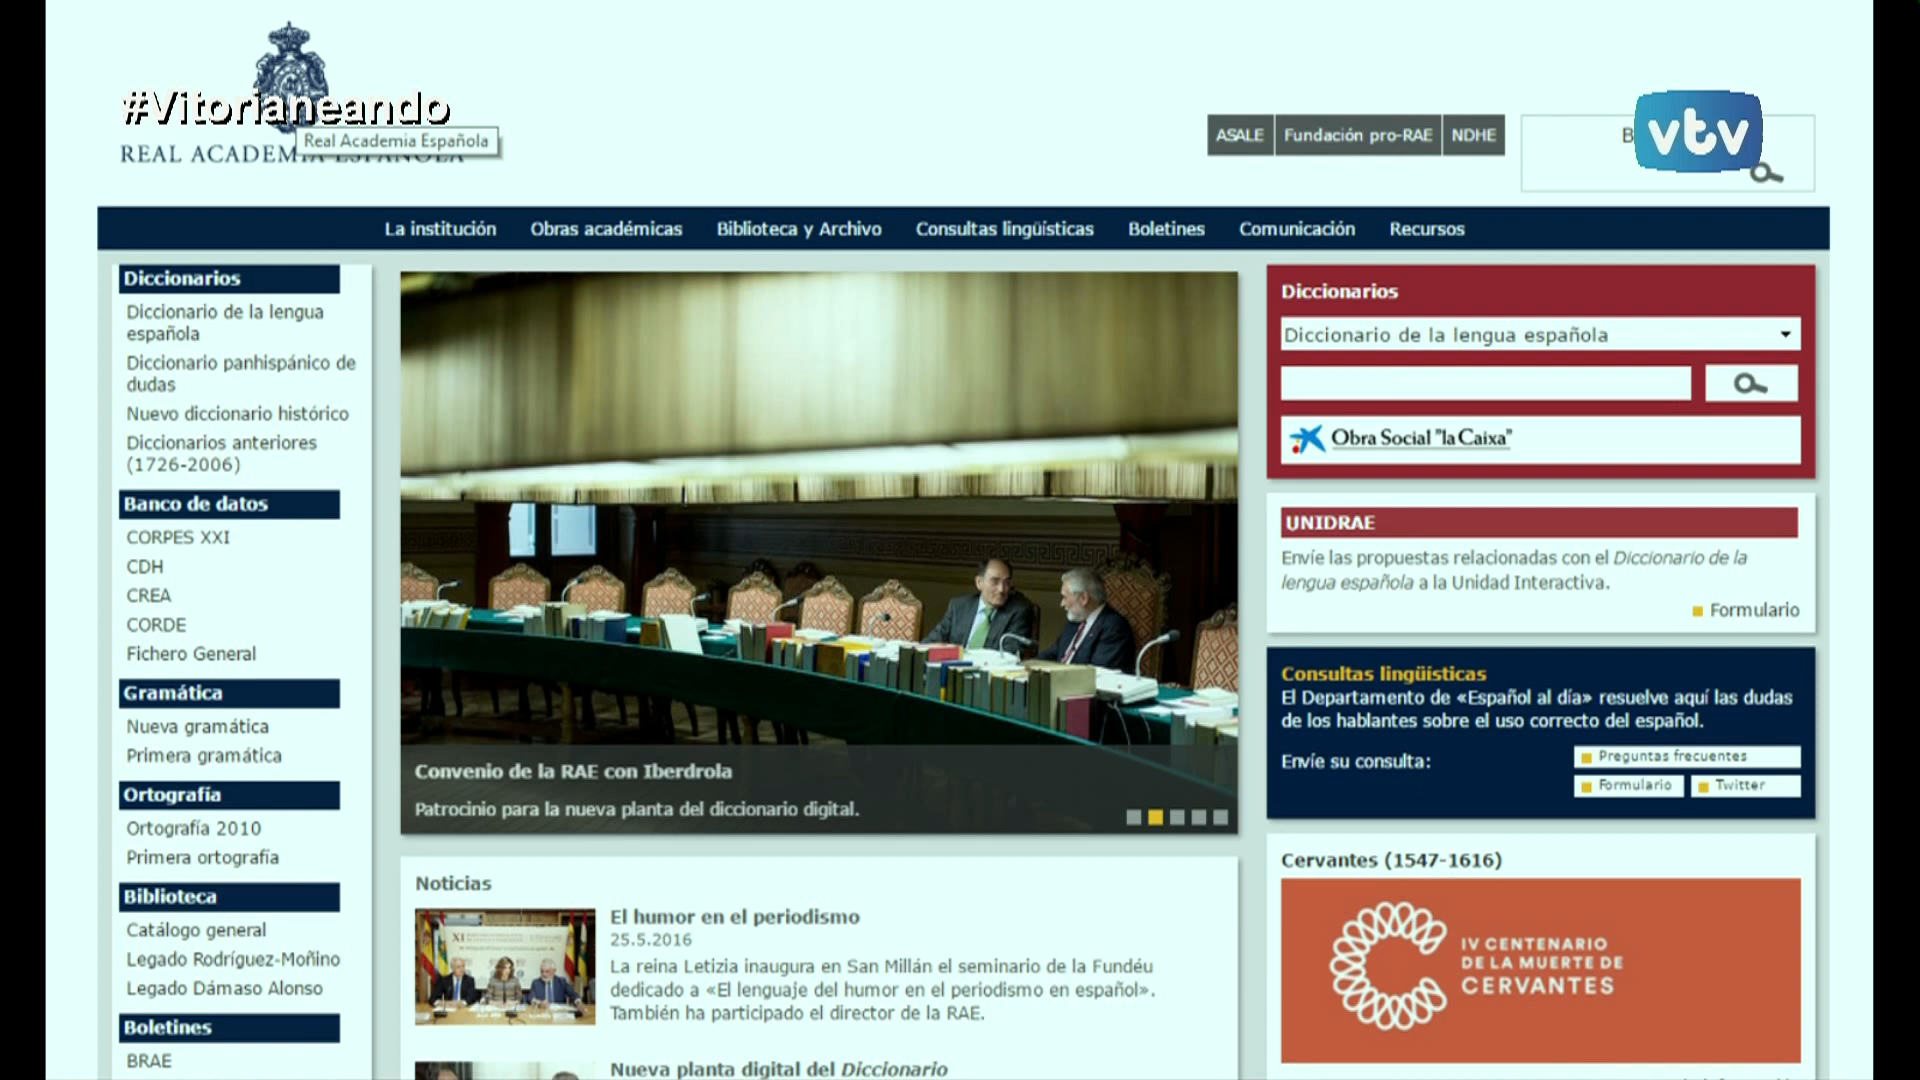 #Vitorianeando
Real Academia Española
REAL ACADEMIA ESPAÑOLA
ASALE
Fundación pro-RAE
NDHE
vtv
La institución
Obras académicas
Biblioteca y Archivo
Consultas lingüísticas
Boletines
Comunicación
Recursos
Diccionarios
Diccionario de la lengua
española
Diccionario panhispánico de
dudas
Nuevo diccionario histórico
Diccionarios anteriores
(1726-2006)
Banco de datos
CORPES XXI
CDH
CREA
CORDE
Fichero General
Gramática
Nueva gramática
Primera gramática
Ortografía
Ortografía 2010
Primera ortografía
Biblioteca
Catálogo general
Legado Rodríguez-Moñino
Legado Dámaso Alonso
Boletines
BRAE
Convenio de la RAE con Iberdrola
Patrocinio para la nueva planta del diccionario digital.
Noticias
El humor en el periodismo
25.5.2016
La reina Letizia inaugura en San Millán el seminario de la Fundéu
dedicado a «El lenguaje del humor en el periodismo en español».
También ha participado el director de la RAE.
Nueva planta digital del Diccionario
Diccionarios
Diccionario de la lengua española
Obra Social "la Caixa"
UNIDRAE
Envíe las propuestas relacionadas con el Diccionario de la
lengua española a la Unidad Interactiva.
Formulario
Consultas lingüísticas
El Departamento de «Español al día» resuelve aquí las dudas
de los hablantes sobre el uso correcto del español.
Envíe su consulta:
Preguntas frecuentes
Formulario
Twitter
Cervantes (1547-1616)
IV CENTENARIO
DE LA MUERTE DE
CERVANTES